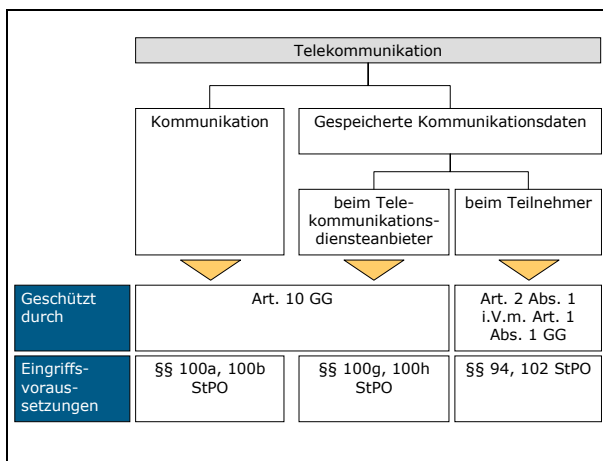 Telekommunikation
Kommunikation
Gespeicherte Kommunikationsdaten
beim Tele-
kommunikations-
diensteanbieter
beim Teilnehmer
Geschützt
durch
Art. 10 GG
Art. 2 Abs. 1
i.V.m. Art. 1
Abs. 1 GG
Eingriffs-
voraus-
setzungen
§§ 100a, 100b
StPO
§§ 100g, 100h
StPO
§§ 94, 102 StPO